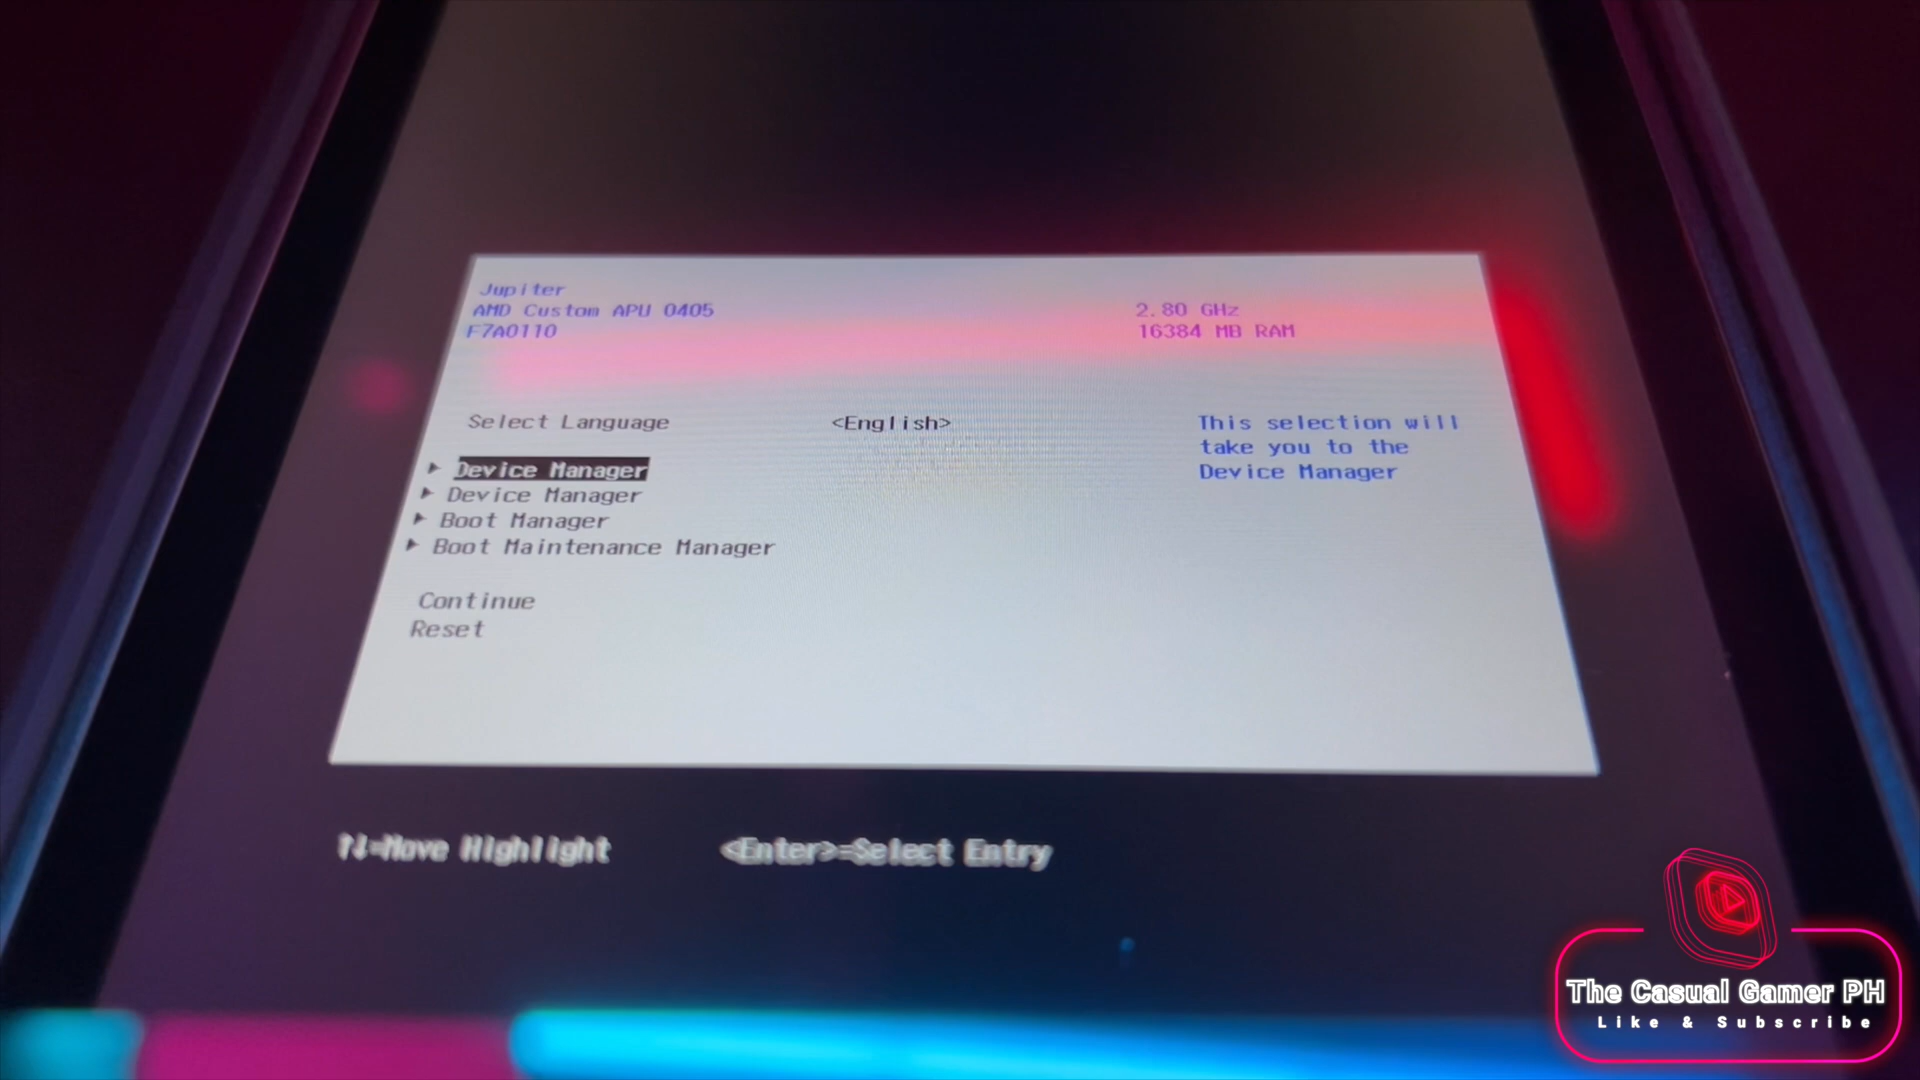 Jupiter
AMD Custom APU 0405 2.80 GHz
F7A0110 16384 MB RAM
Select Language <English> This selection will
take you to the
Device Manager Device Manager
Device Manager
Boot Manager
Boot Maintenance Manager
Continue
Reset
↑↓=Move Highlight <Enter>=Select Entry
The Casual Gamer PH
Like & Subscribe